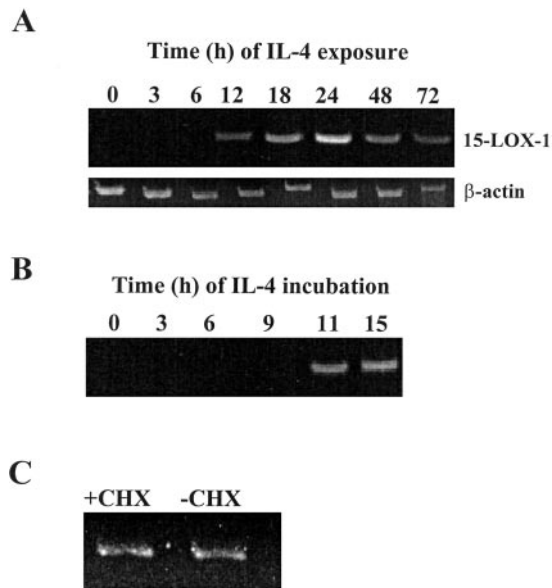 A
Time (h) of IL-4 exposure
0 3 6 12 18 24 48 72
15-LOX-1
β-actin
B
Time (h) of IL-4 incubation
0 3 6 9 11 15
C
+CHX -CHX